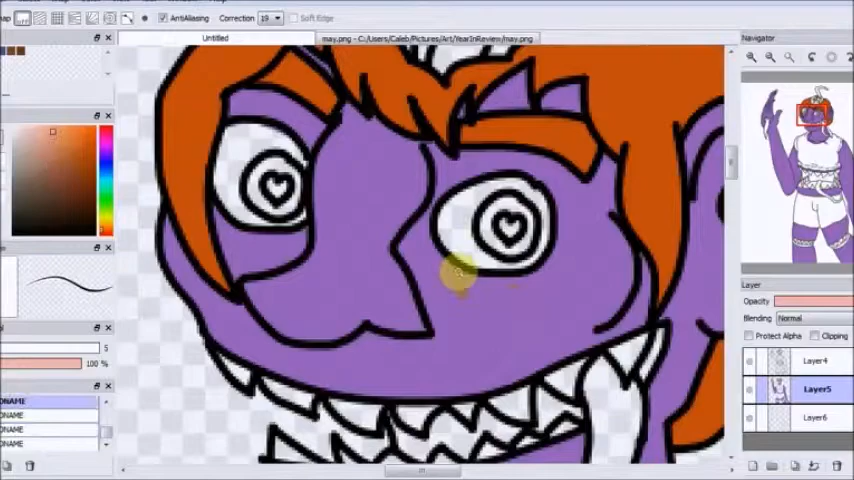 AntiAliasing Correction 19 Soft Edge
Untitled
may.png - C:/Users/Caleb/Pictures/Art/YearInReview/may.png
Navigator
Layer
Opacity
Blending Normal
Protect Alpha Clipping
Layer4
Layer5
Layer6
5
100 %